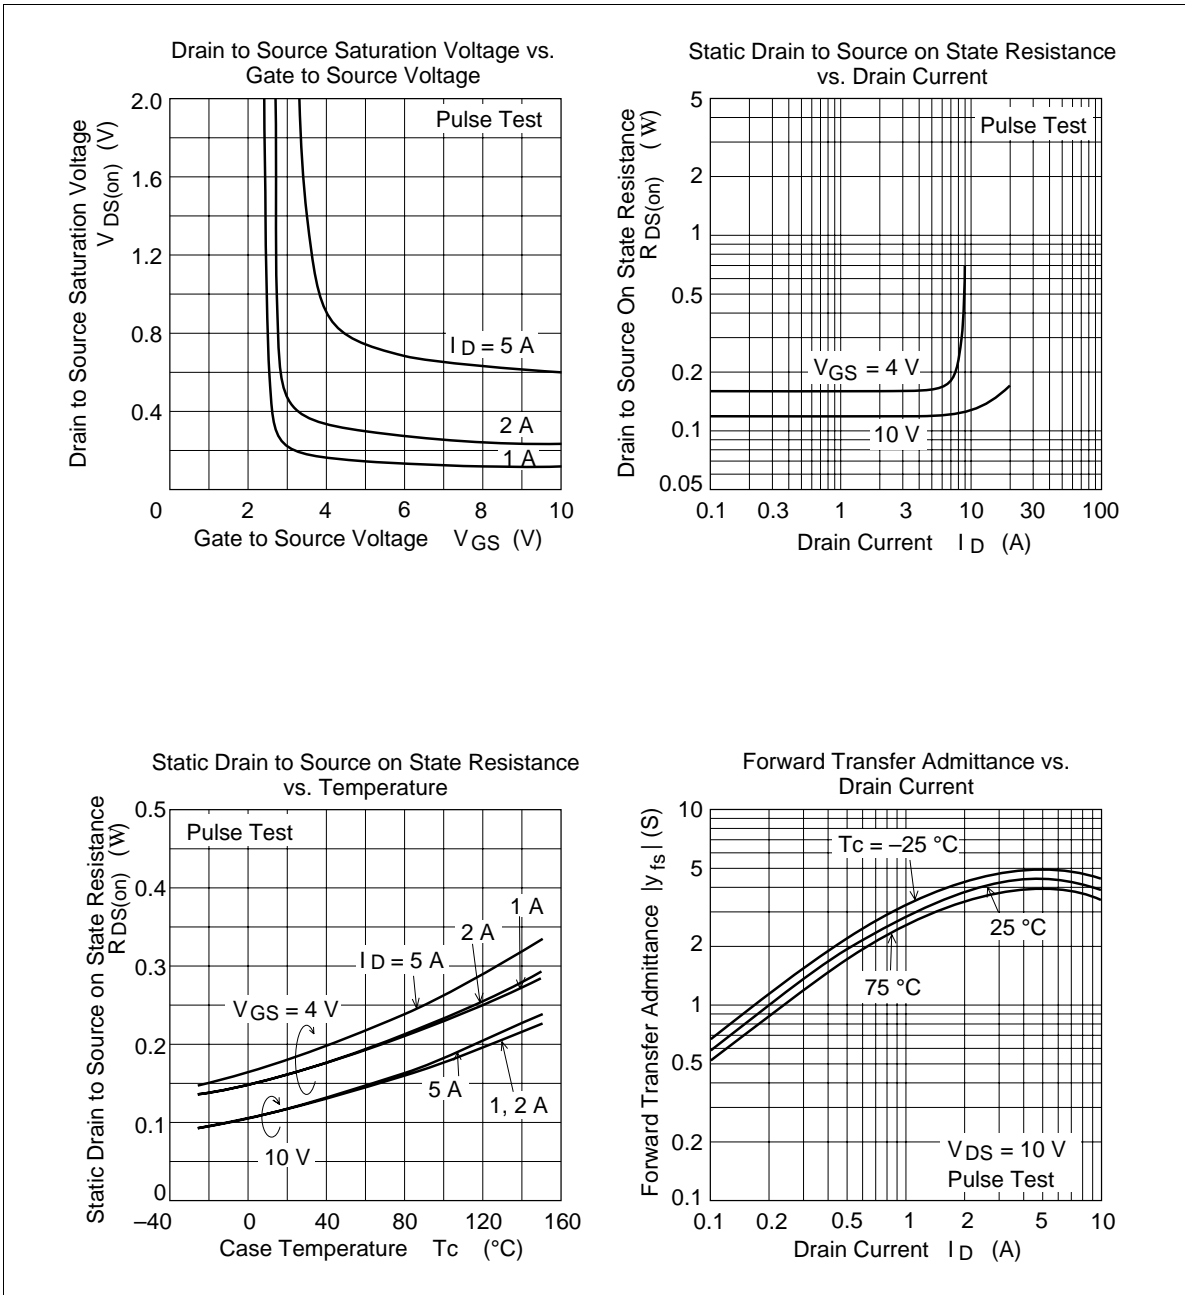 Drain to Source Saturation Voltage vs.
Gate to Source Voltage
2.0
1.6
1.2
0.8
0.4
0
2
4
6
8
10
Pulse Test
I D = 5 A
2 A
1 A
Drain to Source Saturation Voltage
V DS(on) (V)
Gate to Source Voltage V GS (V)
Static Drain to Source on State Resistance
vs. Drain Current
5
2
1
0.5
0.2
0.1
0.05
0.1
0.3
1
3
10
30
100
Pulse Test
VGS = 4 V
10 V
Drain to Source On State Resistance
R DS(on) (W)
Drain Current I D (A)
Static Drain to Source on State Resistance
vs. Temperature
0.5
0.4
0.3
0.2
0.1
0
–40
0
40
80
120
160
Pulse Test
1 A
2 A
I D = 5 A
VGS = 4 V
5 A
1, 2 A
10 V
Static Drain to Source on State Resistance
R DS(on) (W)
Case Temperature Tc (°C)
Forward Transfer Admittance vs.
Drain Current
10
5
2
1
0.5
0.2
0.1
0.1
0.2
0.5
1
2
5
10
Tc = –25 °C
25 °C
75 °C
V DS = 10 V
Pulse Test
Forward Transfer Admittance |y fs| (S)
Drain Current I D (A)